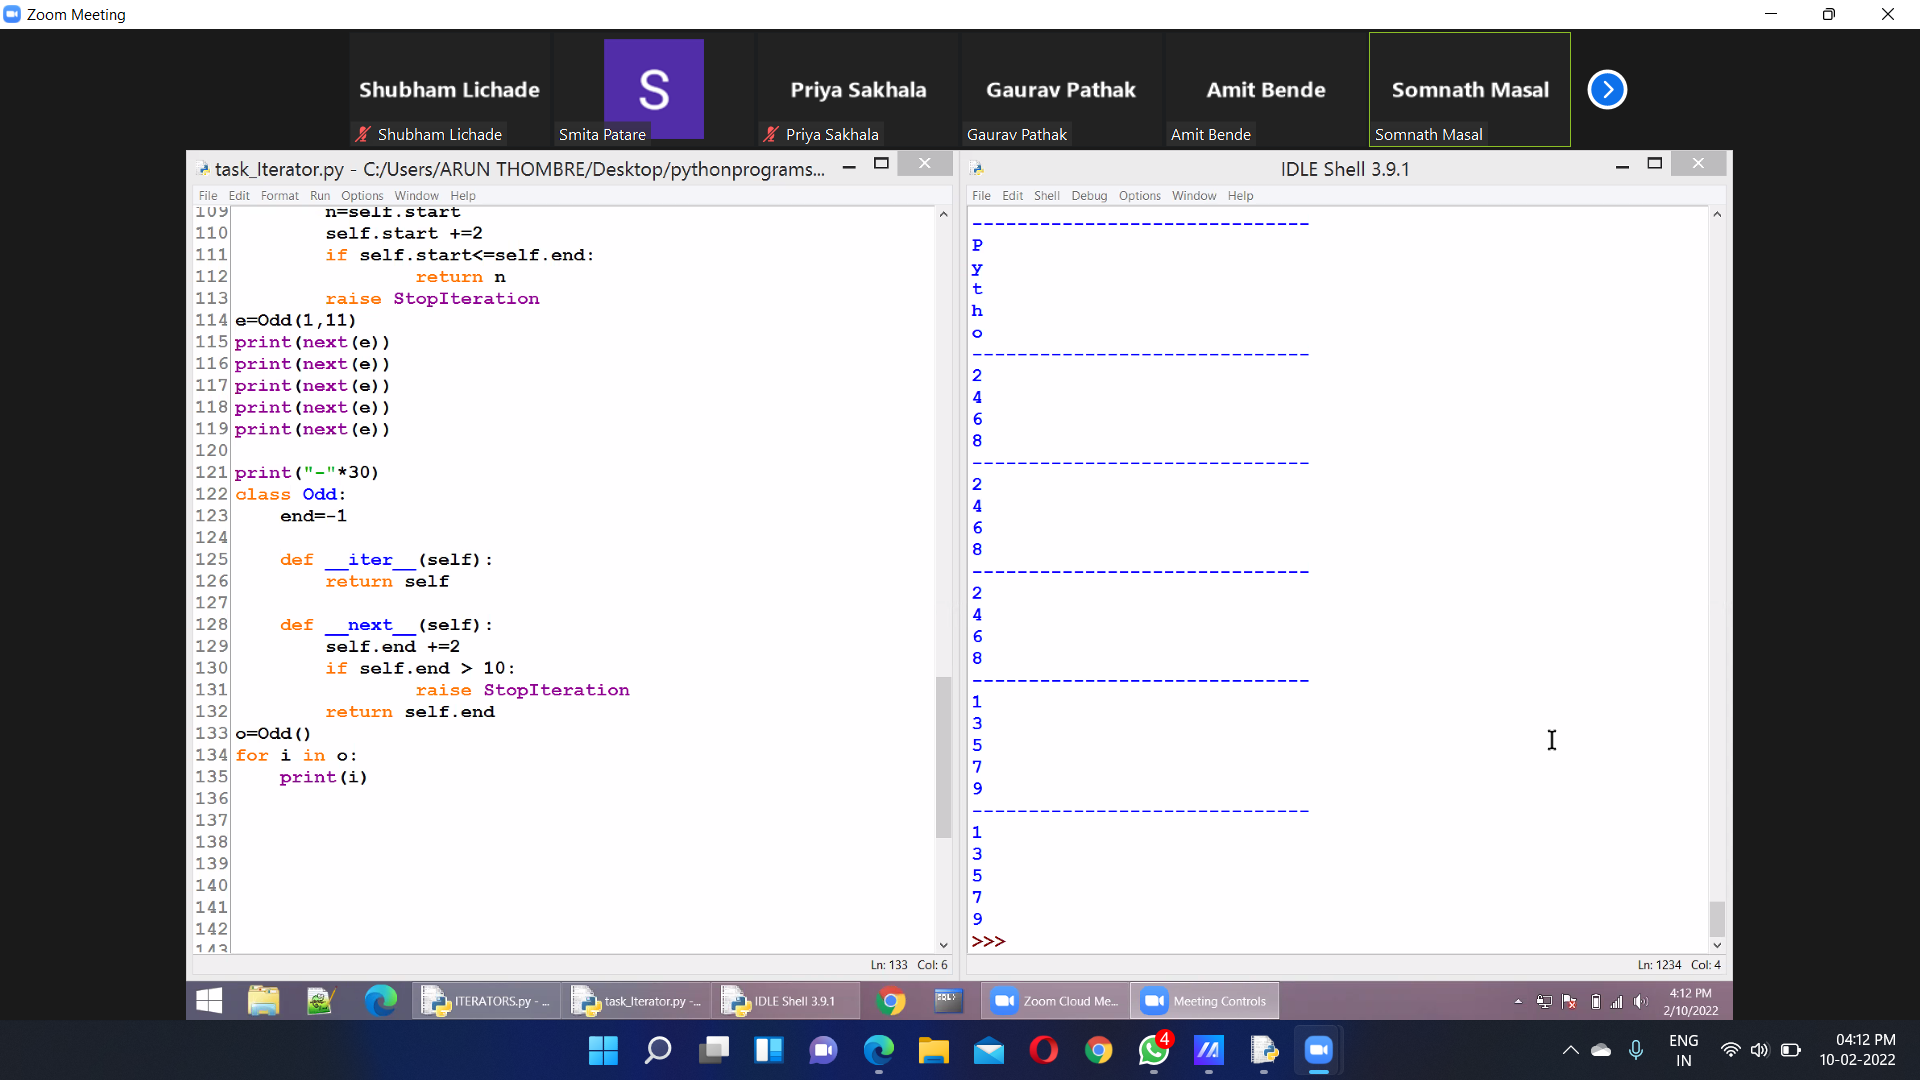 Zoom Meeting
Shubham Lichade
S
Priya Sakhala
Gaurav Pathak
Amit Bende
Somnath Masal
Shubham Lichade
Smita Patare
Priya Sakhala
Gaurav Pathak
Amit Bende
Somnath Masal
task_Iterator.py - C:/Users/ARUN THOMBRE/Desktop/pythonprograms...
File Edit Format Run Options Window Help
109 n=self.start
110 self.start +=2
111 if self.start<=self.end:
112 return n
113 raise StopIteration
114 e=Odd(1,11)
115 print(next(e))
116 print(next(e))
117 print(next(e))
118 print(next(e))
119 print(next(e))
120
121 print("-"*30)
122 class Odd:
123 end=-1
124
125 def __iter__(self):
126 return self
127
128 def __next__(self):
129 self.end +=2
130 if self.end > 10:
131 raise StopIteration
132 return self.end
133 o=Odd()
134 for i in o:
135 print(i)
136
137
138
139
140
141
142
143
Ln: 133 Col: 6
IDLE Shell 3.9.1
File Edit Shell Debug Options Window Help
------------------------------
P
y
t
h
o
------------------------------
2
4
6
8
------------------------------
2
4
6
8
------------------------------
2
4
6
8
------------------------------
1
3
5
7
9
------------------------------
1
3
5
7
9
>>>
Ln: 1234 Col: 4
ITERATORS.py - ...
task_Iterator.py -...
IDLE Shell 3.9.1
Zoom Cloud Me...
Meeting Controls
4:12 PM
2/10/2022
4
ENG
IN
04:12 PM
10-02-2022